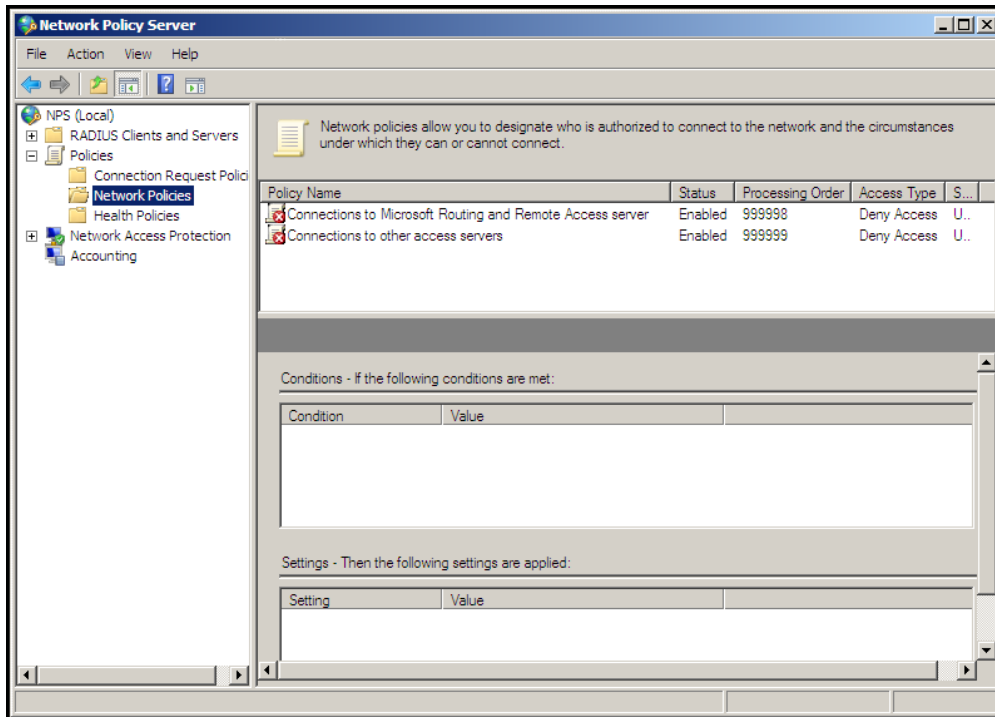 Network Policy Server
File Action View Help
NPS (Local)
RADIUS Clients and Servers
Policies
Connection Request Polici
Network Policies
Health Policies
Network Access Protection
Accounting
Network policies allow you to designate who is authorized to connect to the network and the circumstances
under which they can or cannot connect.
Policy Name Status Processing Order Access Type S...
Connections to Microsoft Routing and Remote Access server Enabled 999998 Deny Access U..
Connections to other access servers Enabled 999999 Deny Access U..
Conditions - If the following conditions are met:
Condition Value
Settings - Then the following settings are applied:
Setting Value